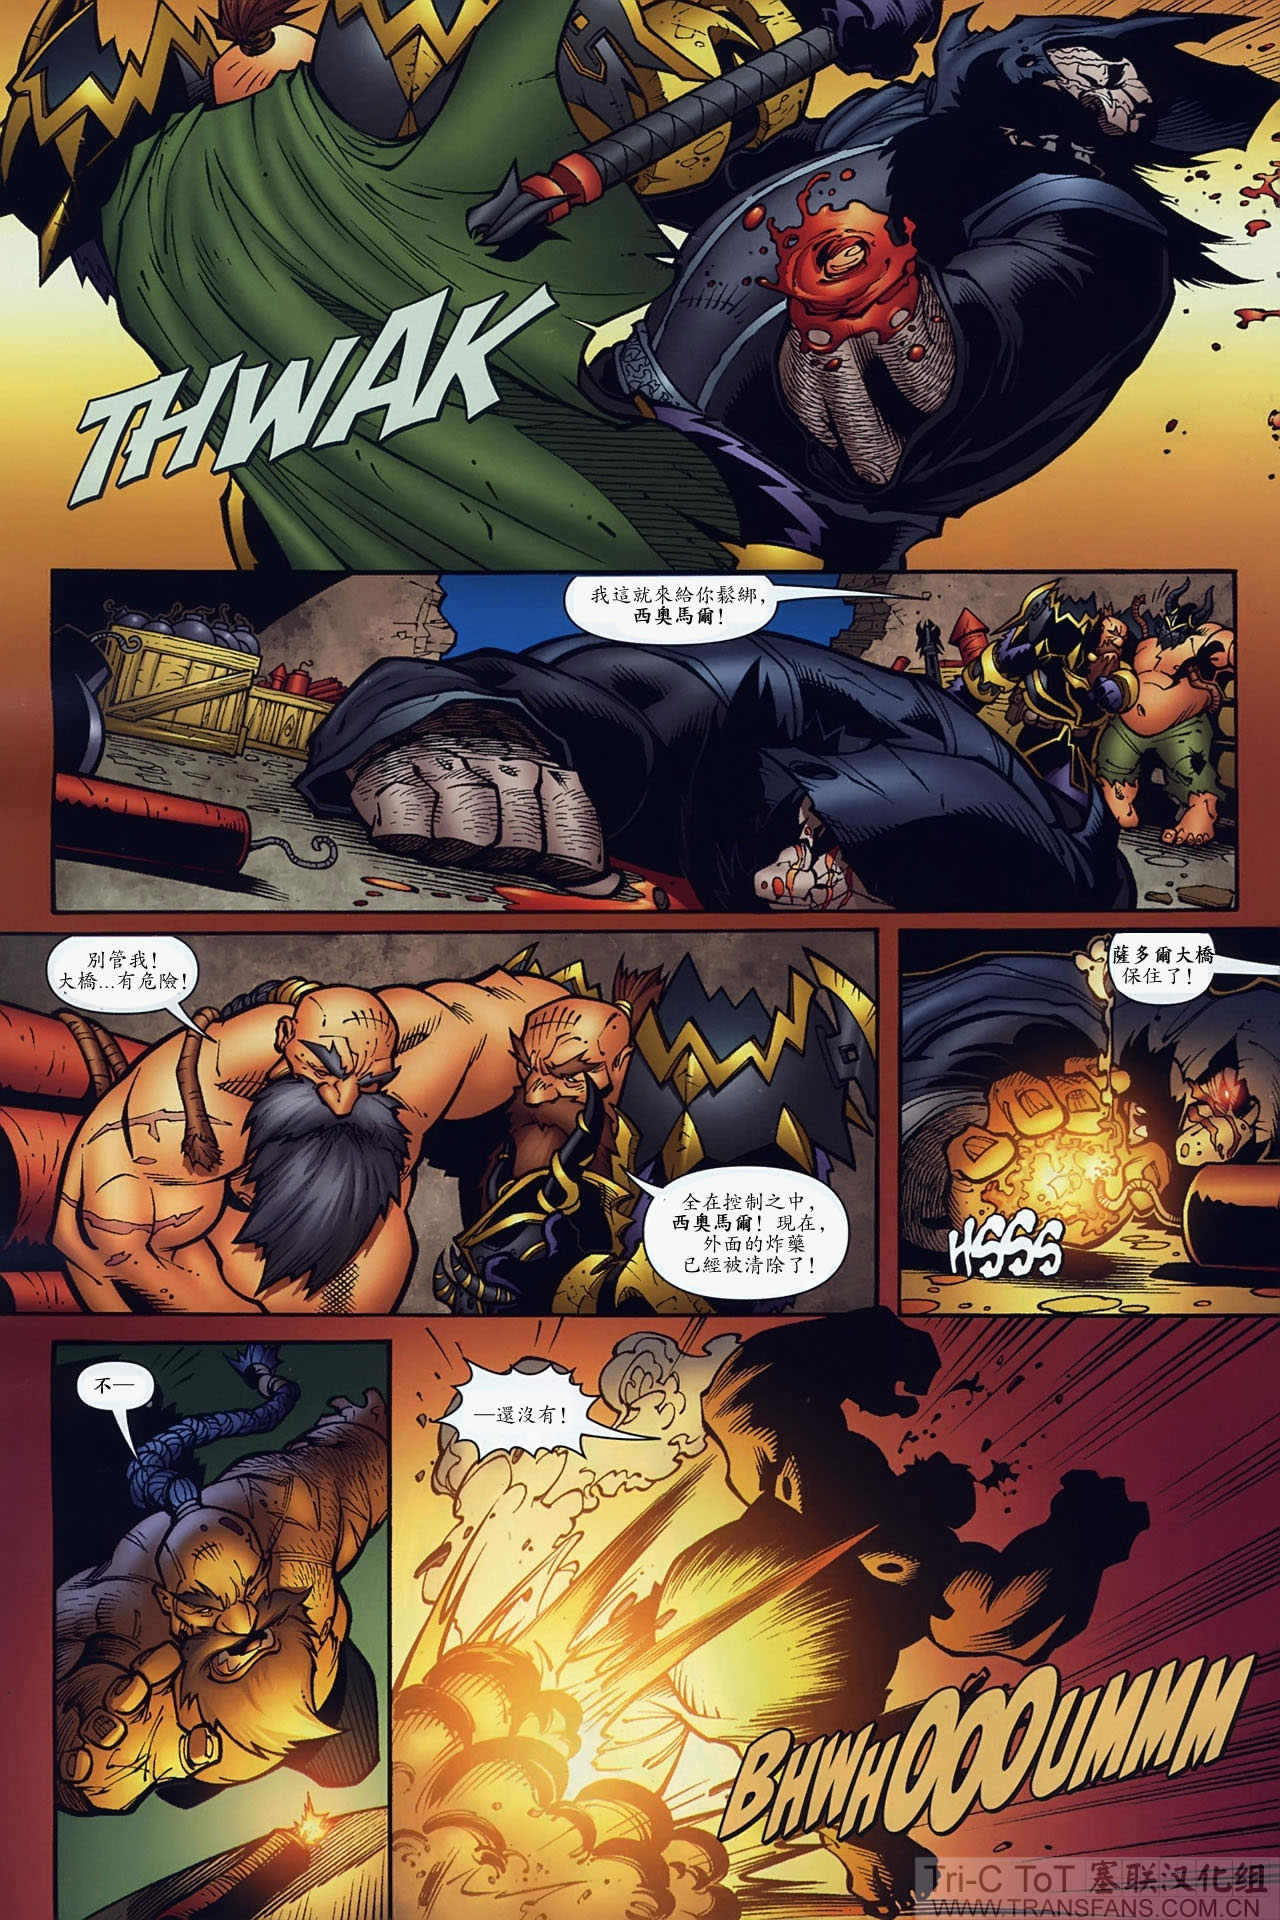 THWAK
我這就來給你鬆綁，
西奧馬爾！
別管我！
大橋...有危險！
全在控制之中，
西奧馬爾！現在，
外面的炸藥
已經被清除了！
薩多爾大橋
保住了！
HSSSS
不—
—還沒有！
BHWHOOOUMMM
Tri-C ToT 塞联汉化组
WWW.TRANSFANS.COM.CN